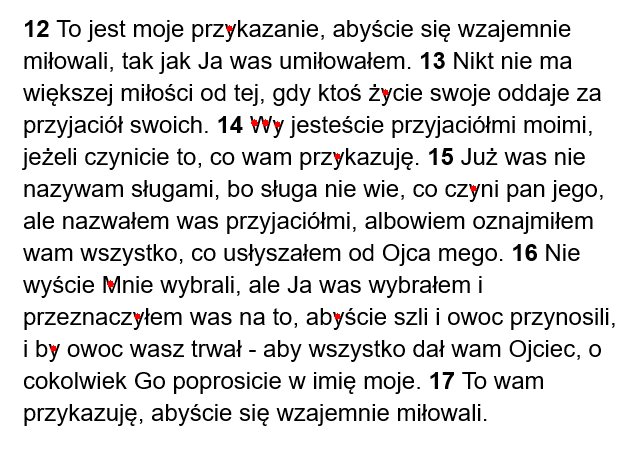 12 To jest moje przykazanie, abyście się wzajemnie
miłowali, tak jak Ja was umiłowałem. 13 Nikt nie ma
większej miłości od tej, gdy ktoś życie swoje oddaje za
przyjaciół swoich. 14 Wy jesteście przyjaciółmi moimi,
jeżeli czynicie to, co wam przykazuję. 15 Już was nie
nazywam sługami, bo sługa nie wie, co czyni pan jego,
ale nazwałem was przyjaciółmi, albowiem oznajmiłem
wam wszystko, co usłyszałem od Ojca mego. 16 Nie
wyście Mnie wybrali, ale Ja was wybrałem i
przeznaczyłem was na to, abyście szli i owoc przynosili,
i by owoc wasz trwał - aby wszystko dał wam Ojciec, o
cokolwiek Go poprosicie w imię moje. 17 To wam
przykazuję, abyście się wzajemnie miłowali.